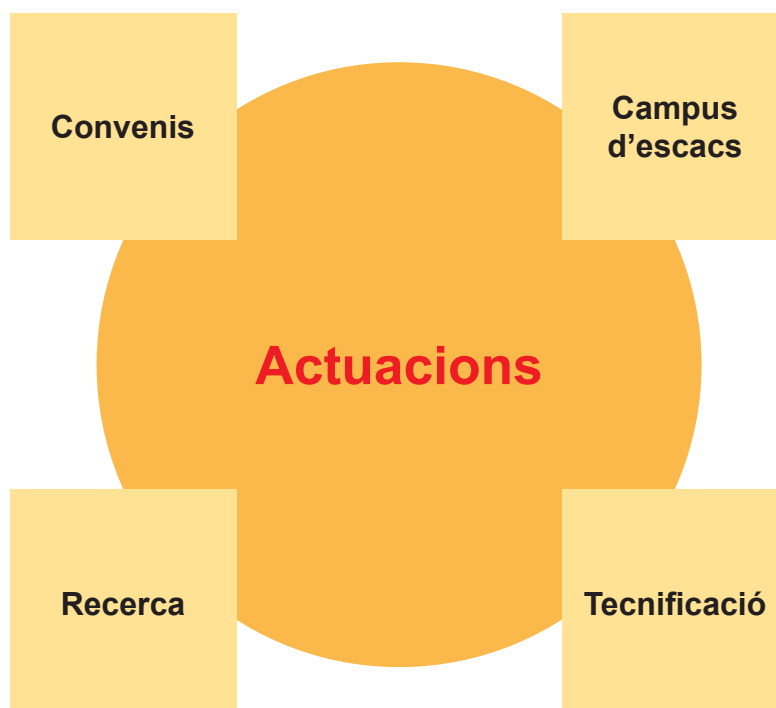 Convenis
Campus
d’escacs
Actuacions
Recerca
Tecnificació